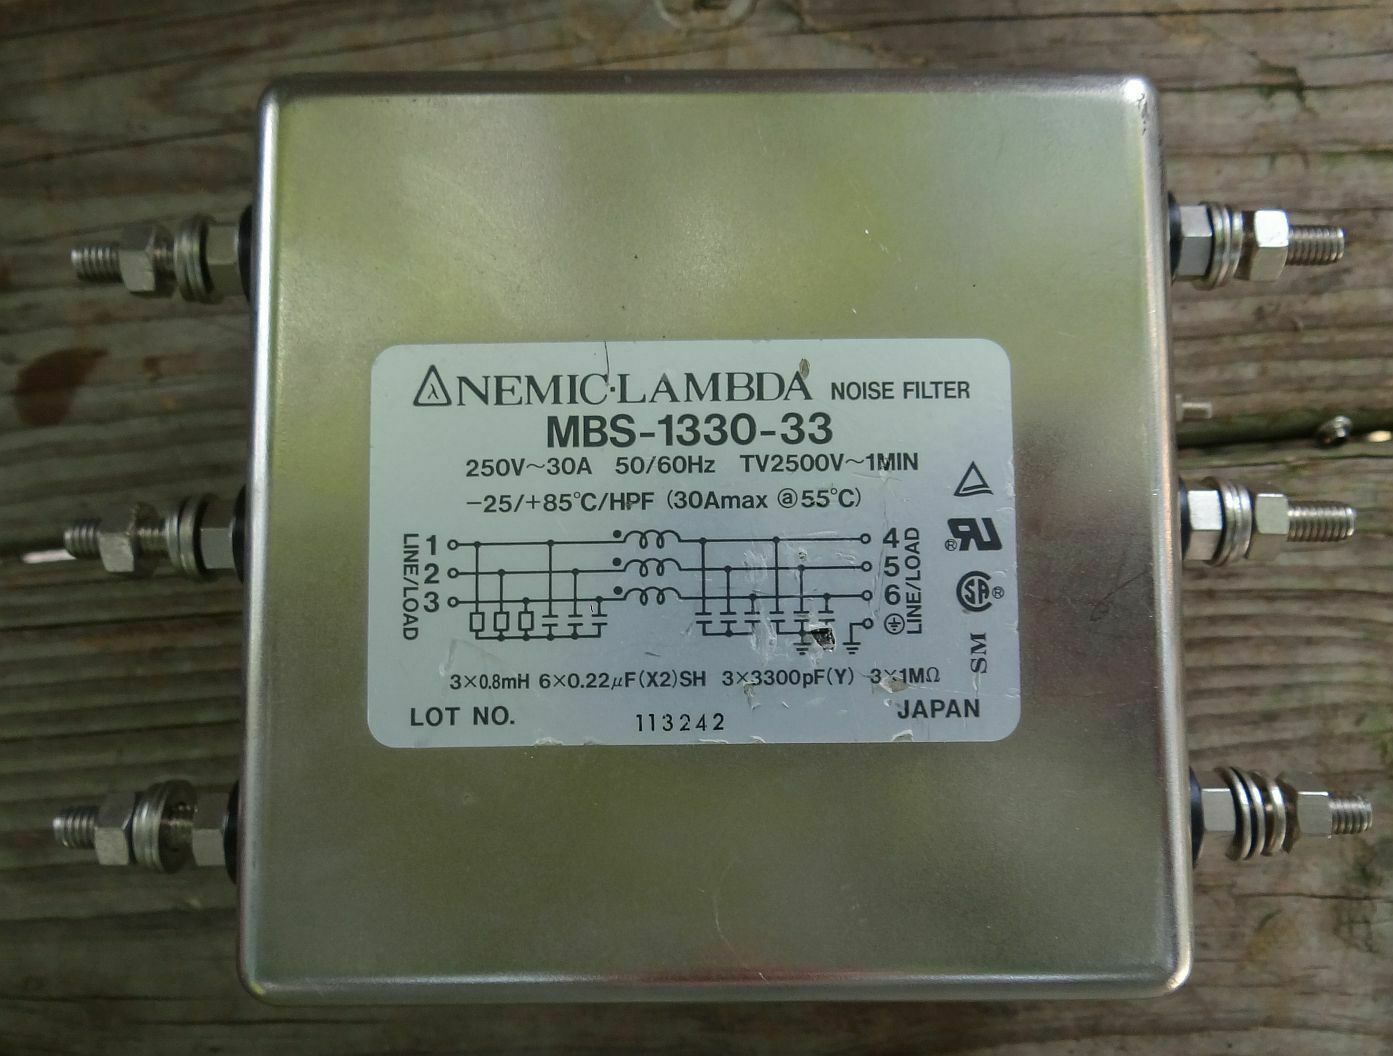 NEMIC·LAMBDA NOISE FILTER
MBS-1330-33
250V~30A 50/60Hz TV2500V~1MIN
-25/+85°C/HPF (30Amax @55°C)
LINE/LOAD
1
2
3
4
5
6
LINE/LOAD
RU®
SA®
SM
3×0.8mH 6×0.22μF(X2)SH 3×3300pF(Y) 3×1MΩ
LOT NO. 113242 JAPAN